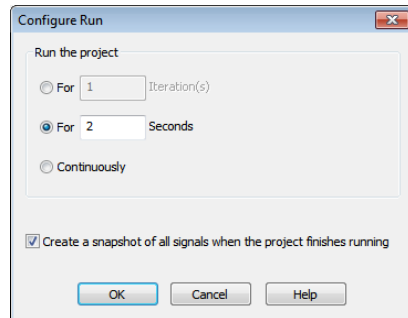 Configure Run
Run the project
For 1 Iteration(s)
For 2 Seconds
Continuously
Create a snapshot of all signals when the project finishes running
OK Cancel Help